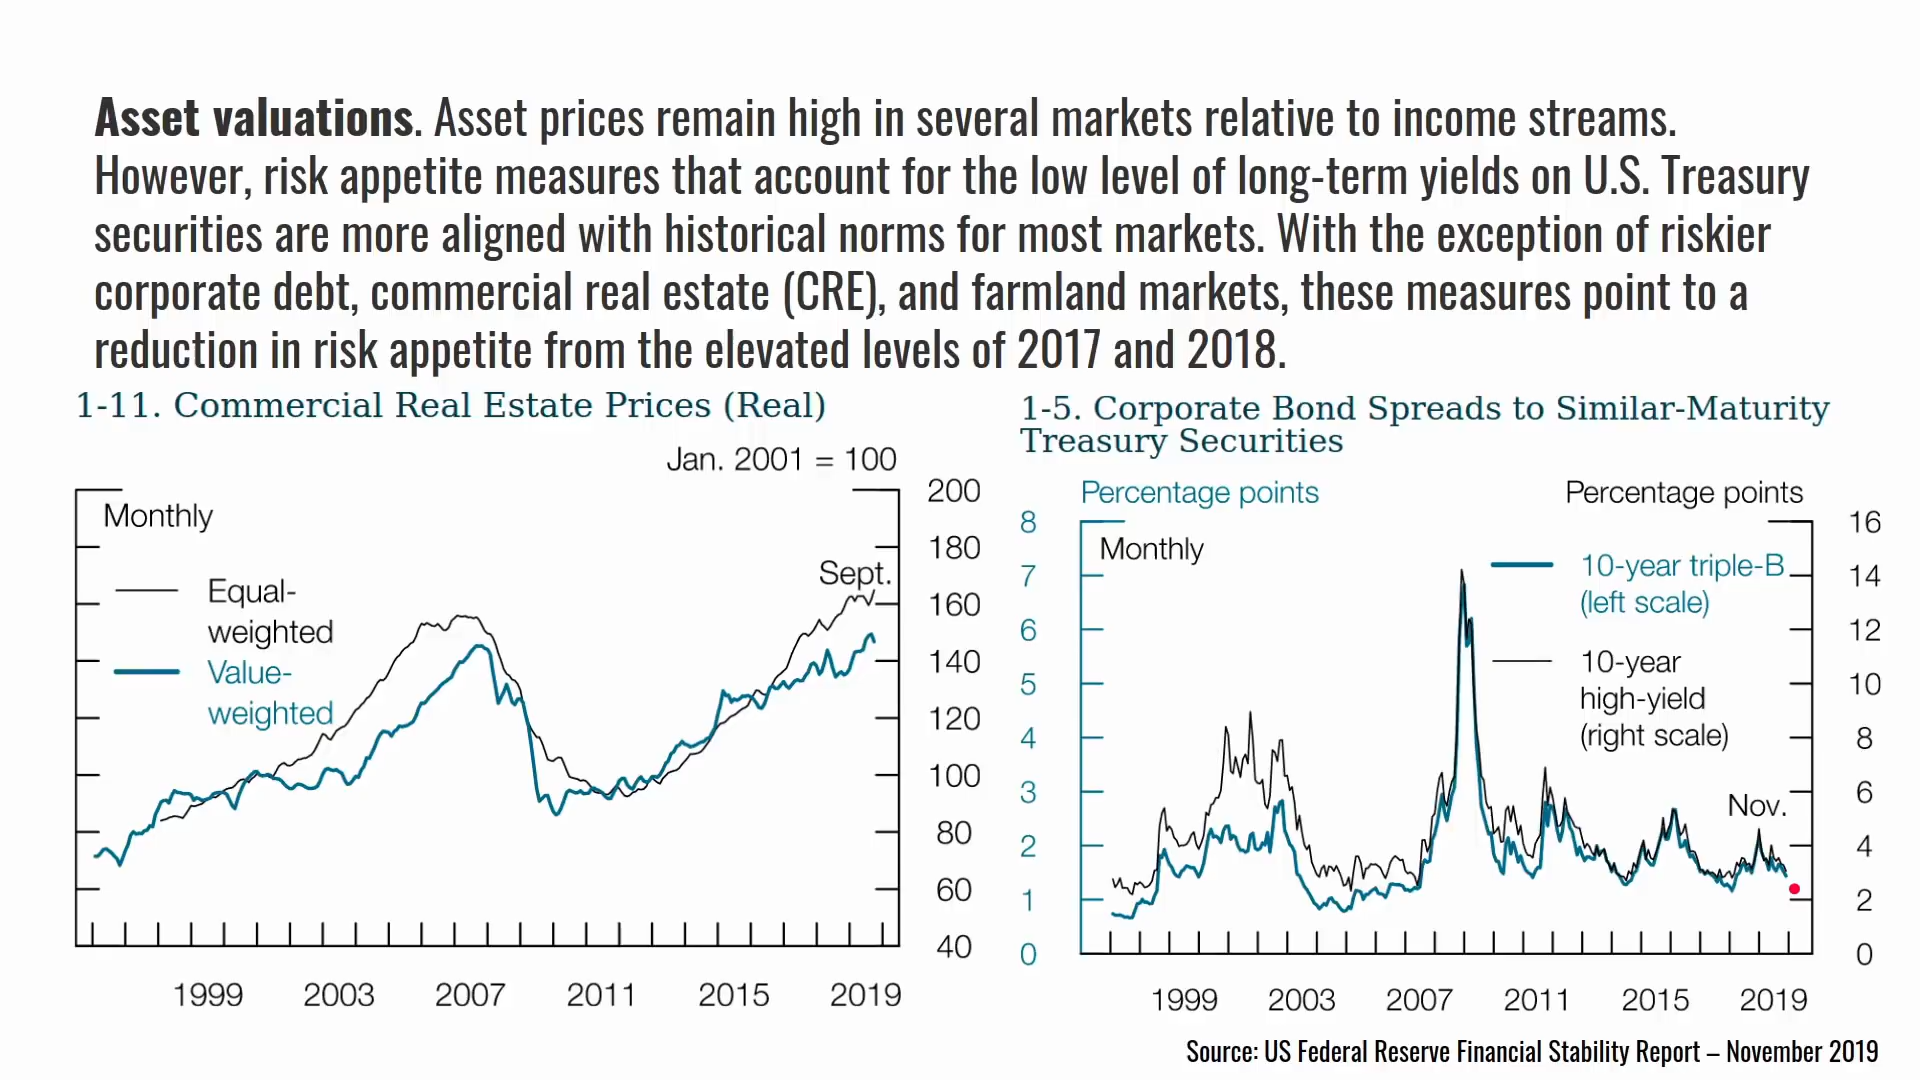 Asset valuations. Asset prices remain high in several markets relative to income streams.
However, risk appetite measures that account for the low level of long-term yields on U.S. Treasury
securities are more aligned with historical norms for most markets. With the exception of riskier
corporate debt, commercial real estate (CRE), and farmland markets, these measures point to a
reduction in risk appetite from the elevated levels of 2017 and 2018.
1-11. Commercial Real Estate Prices (Real)
Jan. 2001 = 100
Monthly
Sept.
Equal-
weighted
Value-
weighted
200
180
160
140
120
100
80
60
40
1999 2003 2007 2011 2015 2019
1-5. Corporate Bond Spreads to Similar-Maturity
Treasury Securities
Percentage points
Percentage points
8
7
6
5
4
3
2
1
0
Monthly
10-year triple-B
(left scale)
10-year
high-yield
(right scale)
Nov.
16
14
12
10
8
6
4
2
0
1999 2003 2007 2011 2015 2019
Source: US Federal Reserve Financial Stability Report – November 2019